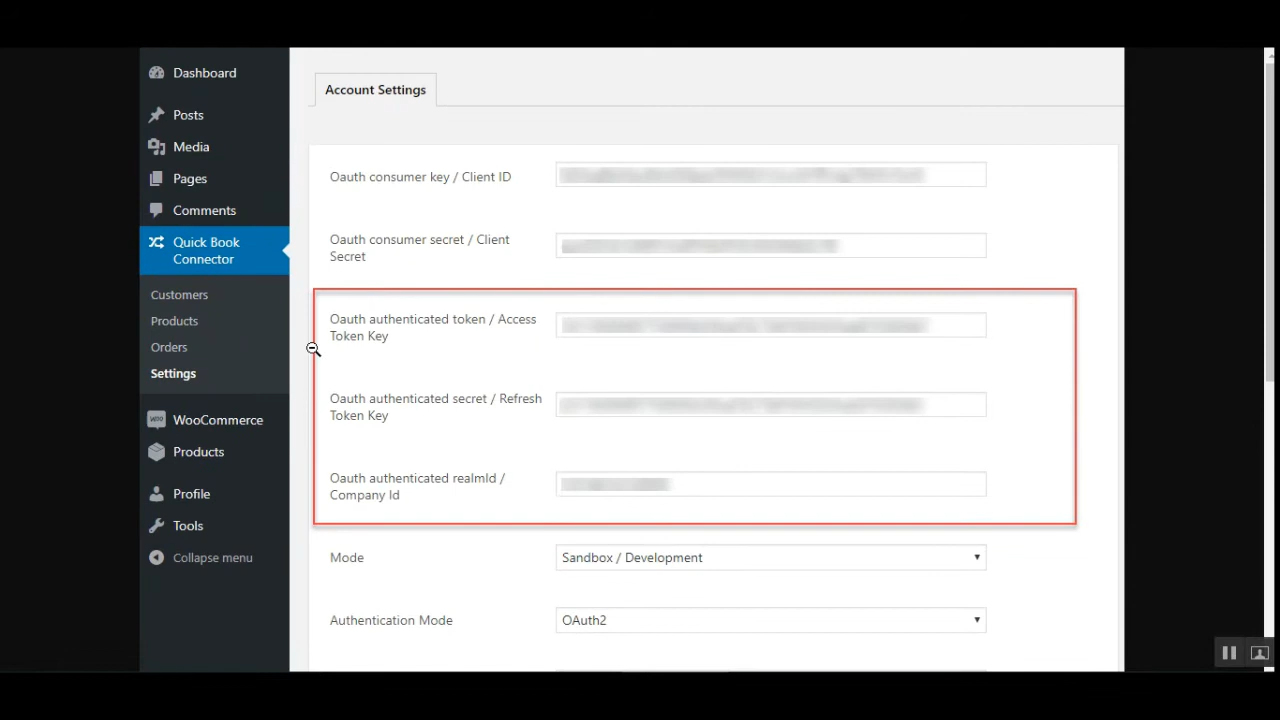 Dashboard
Posts
Media
Pages
Comments
Quick Book
Connector
Customers
Products
Orders
Settings
WooCommerce
Products
Profile
Tools
Collapse menu
Account Settings
Oauth consumer key / Client ID
Oauth consumer secret / Client
Secret
Oauth authenticated token / Access
Token Key
Oauth authenticated secret / Refresh
Token Key
Oauth authenticated realmId /
Company Id
Mode
Sandbox / Development
Authentication Mode
OAuth2